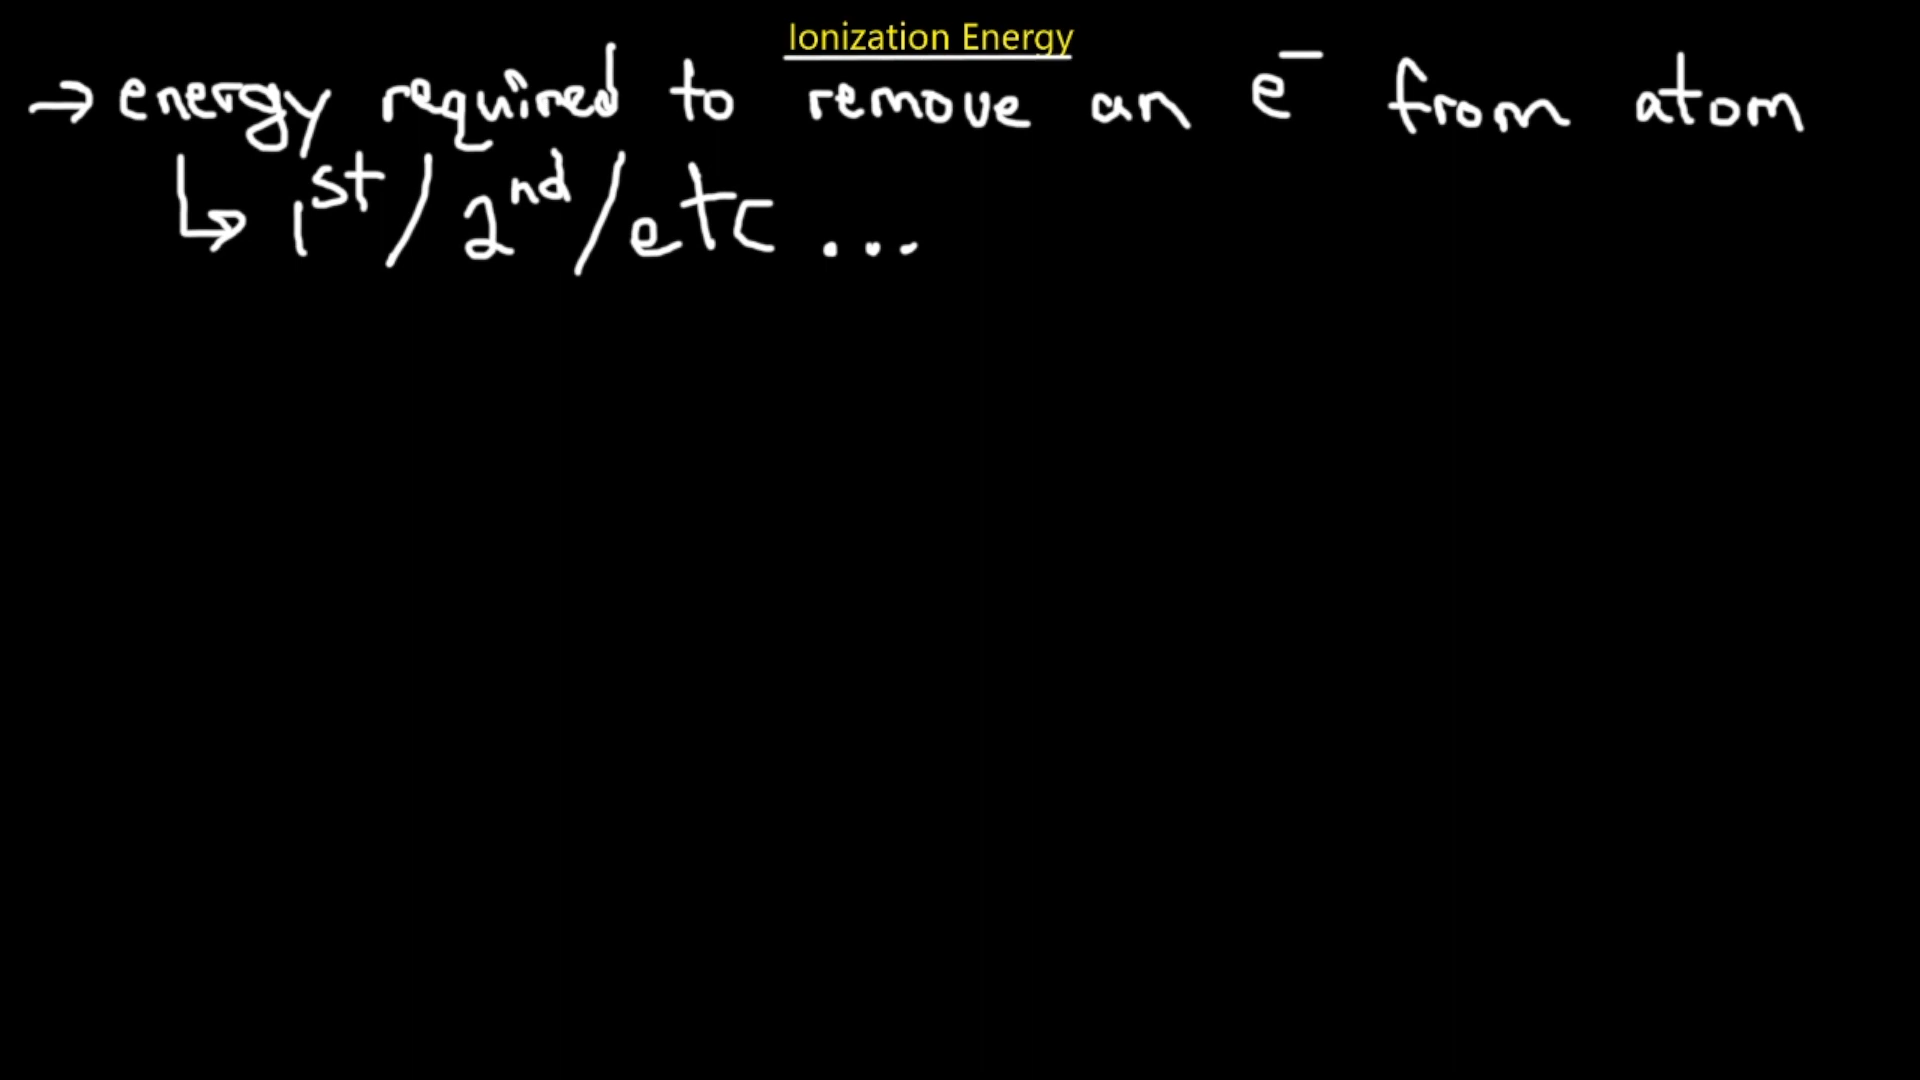 Ionization Energy
→ energy required to remove an e⁻ from atom
↳ 1st/2nd/etc...